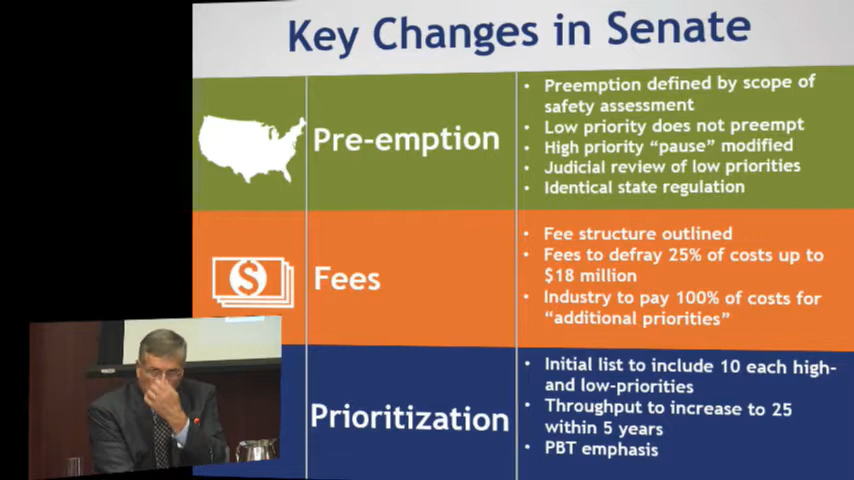 Key Changes in Senate
Pre-emption
• Preemption defined by scope of
safety assessment
• Low priority does not preempt
• High priority “pause” modified
• Judicial review of low priorities
• Identical state regulation
$
Fees
• Fee structure outlined
• Fees to defray 25% of costs up to
$18 million
• Industry to pay 100% of costs for
“additional priorities”
Prioritization
• Initial list to include 10 each high-
and low-priorities
• Throughput to increase to 25
within 5 years
• PBT emphasis